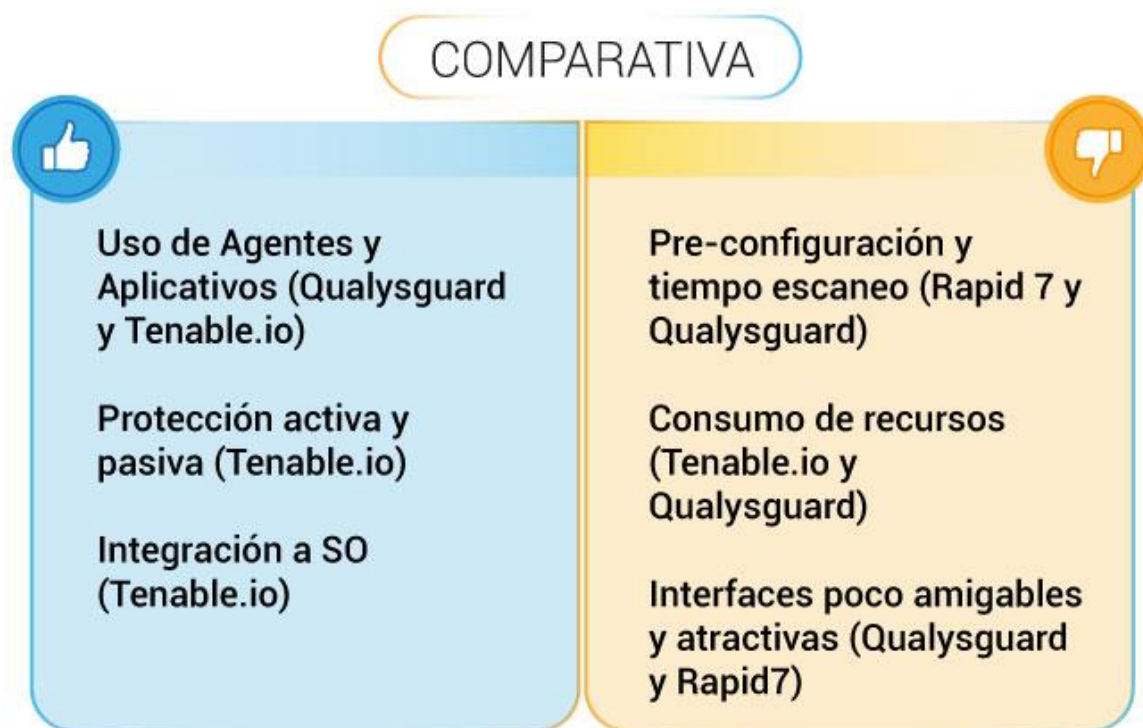 COMPARATIVA
Uso de Agentes y
Aplicativos (Qualysguard
y Tenable.io)
Protección activa y
pasiva (Tenable.io)
Integración a SO
(Tenable.io)
Pre-configuración y
tiempo escaneo (Rapid 7 y
Qualysguard)
Consumo de recursos
(Tenable.io y
Qualysguard)
Interfaces poco amigables
y atractivas (Qualysguard
y Rapid7)